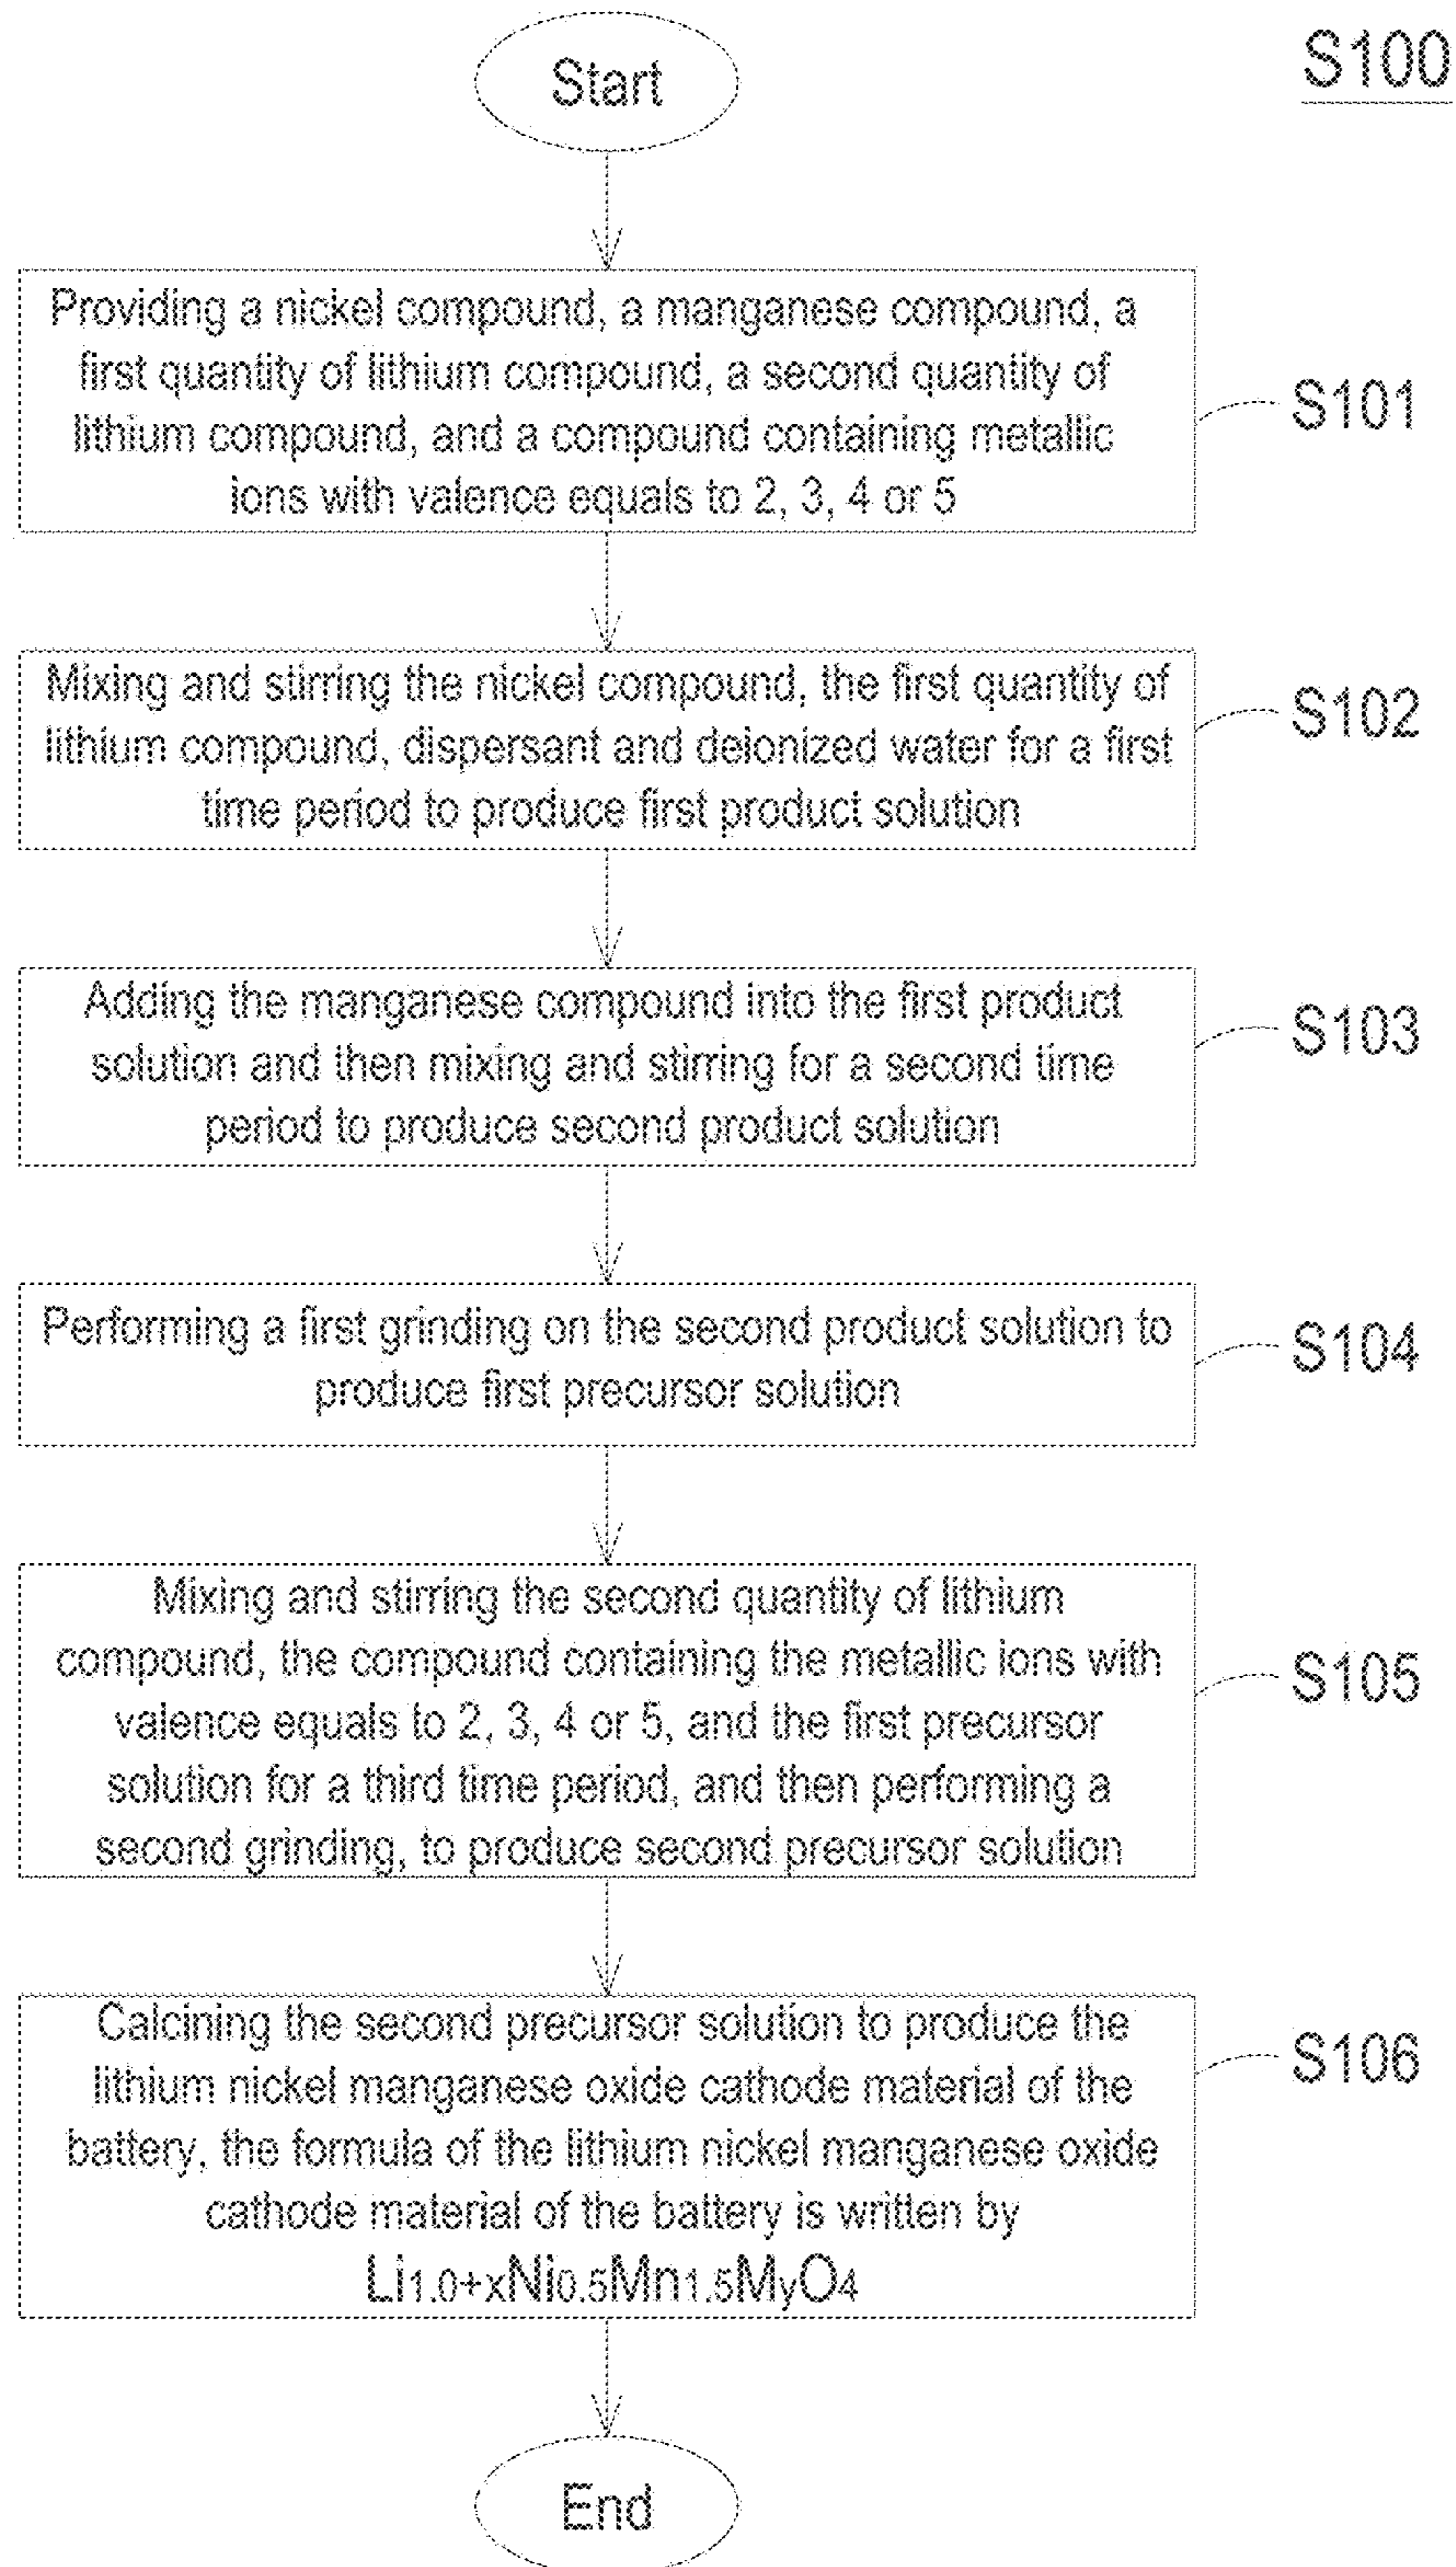 S100
Start
Providing a nickel compound, a manganese compound, a
first quantity of lithium compound, a second quantity of
lithium compound, and a compound containing metallic
ions with valence equals to 2, 3, 4 or 5
S101
Mixing and stirring the nickel compound, the first quantity of
lithium compound, dispersant and deionized water for a first
time period to produce first product solution
S102
Adding the manganese compound into the first product
solution and then mixing and stirring for a second time
period to produce second product solution
S103
Performing a first grinding on the second product solution to
produce first precursor solution
S104
Mixing and stirring the second quantity of lithium
compound, the compound containing the metallic ions with
valence equals to 2, 3, 4 or 5, and the first precursor
solution for a third time period, and then performing a
second grinding, to produce second precursor solution
S105
Calcining the second precursor solution to produce the
lithium nickel manganese oxide cathode material of the
battery, the formula of the lithium nickel manganese oxide
cathode material of the battery is written by
Li1.0+xNi0.5Mn1.5MyO4
S106
End